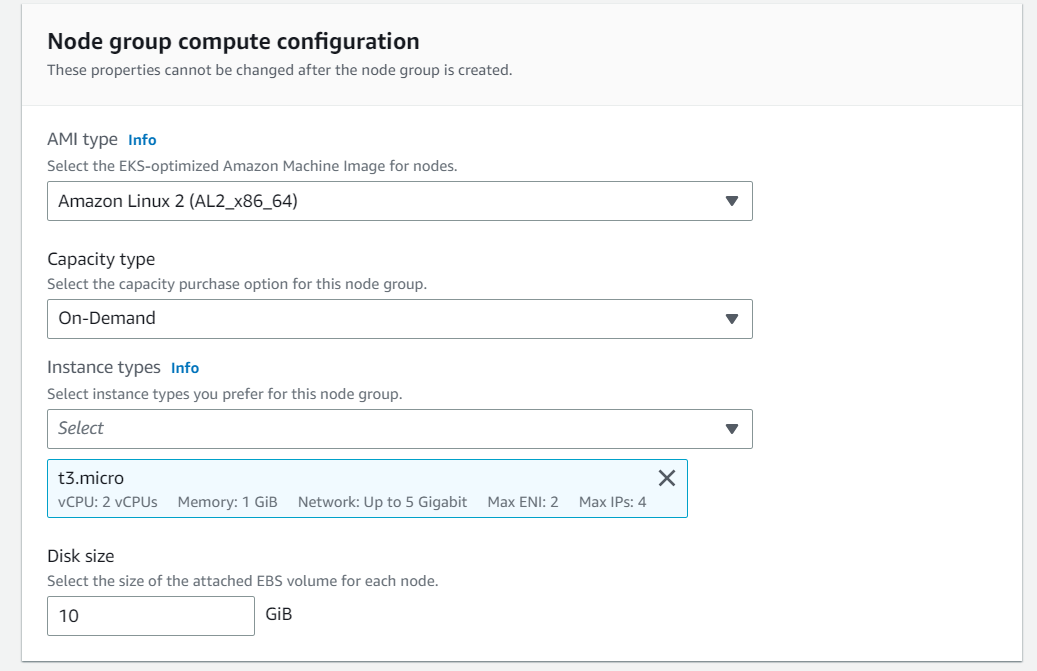 Node group compute configuration
These properties cannot be changed after the node group is created.
AMI type Info
Select the EKS-optimized Amazon Machine Image for nodes.
Amazon Linux 2 (AL2_x86_64)
Capacity type
Select the capacity purchase option for this node group.
On-Demand
Instance types Info
Select instance types you prefer for this node group.
Select
t3.micro
vCPU: 2 vCPUs Memory: 1 GiB Network: Up to 5 Gigabit Max ENI: 2 Max IPs: 4
Disk size
Select the size of the attached EBS volume for each node.
10 GiB